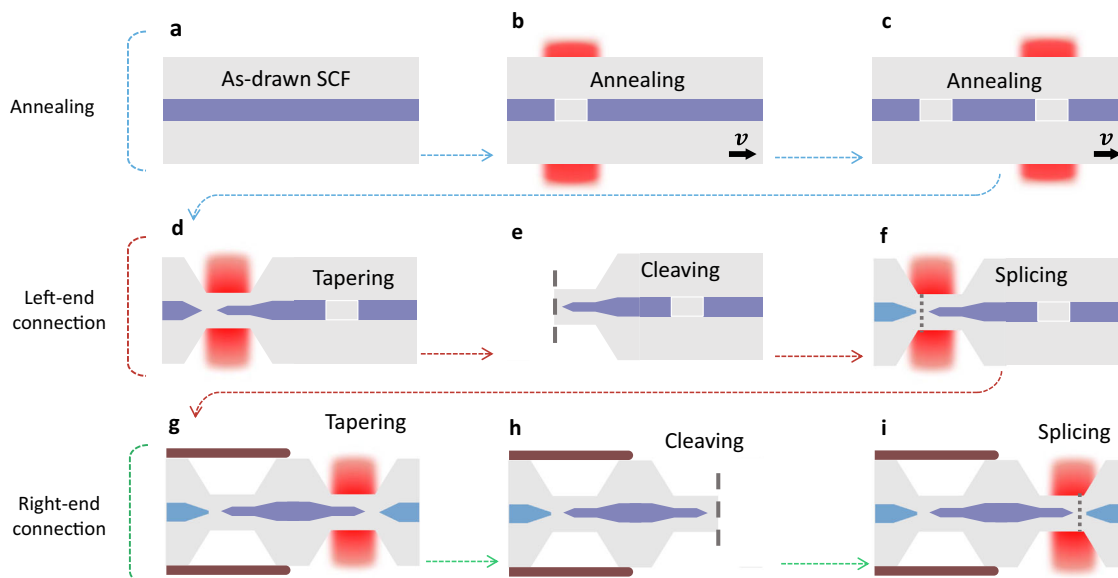 a
b
c
As-drawn SCF
Annealing
Annealing
Annealing
v
v
d
e
f
Tapering
Cleaving
Splicing
Left-end
connection
g
Tapering
h
Cleaving
i
Splicing
Right-end
connection